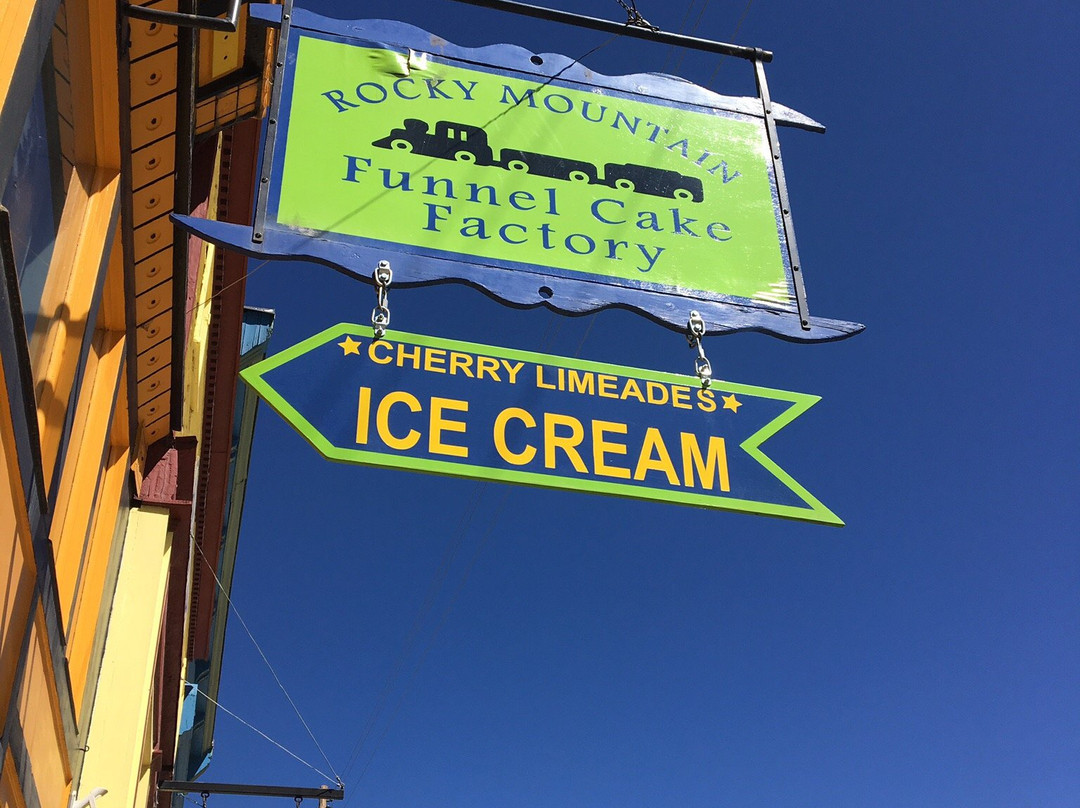 ROCKY MOUNTAIN
Funnel Cake
Factory
★CHERRY LIMEADES★
ICE CREAM